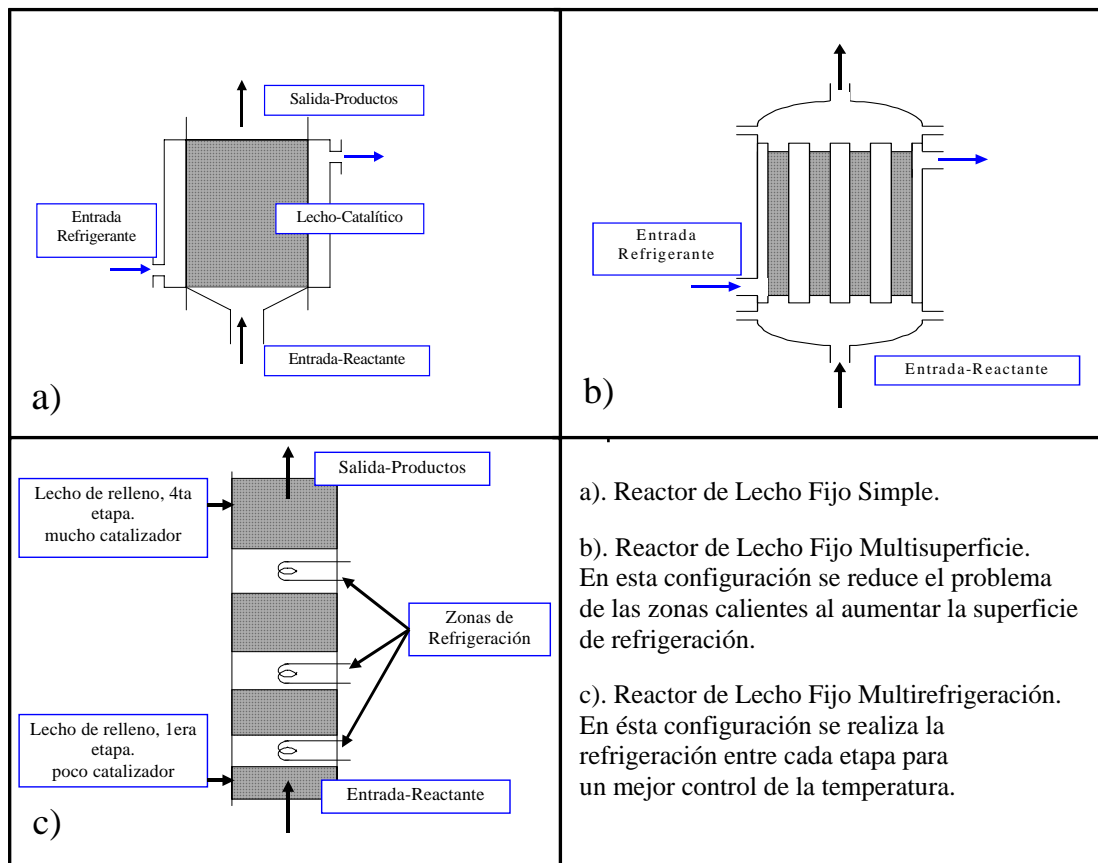 Salida-Productos
Entrada
Refrigerante
Lecho-Catalítico
Entrada-Reactante
a)
Entrada
Refrigerante
Entrada-Reactante
b)
Salida-Productos
Lecho de relleno, 4ta
etapa.
mucho catalizador
Zonas de
Refrigeración
Lecho de relleno, 1era
etapa.
poco catalizador
Entrada-Reactante
c)
a). Reactor de Lecho Fijo Simple.
b). Reactor de Lecho Fijo Multisuperficie.
En esta configuración se reduce el problema
de las zonas calientes al aumentar la superficie
de refrigeración.
c). Reactor de Lecho Fijo Multirefrigeración.
En ésta configuración se realiza la
refrigeración entre cada etapa para
un mejor control de la temperatura.